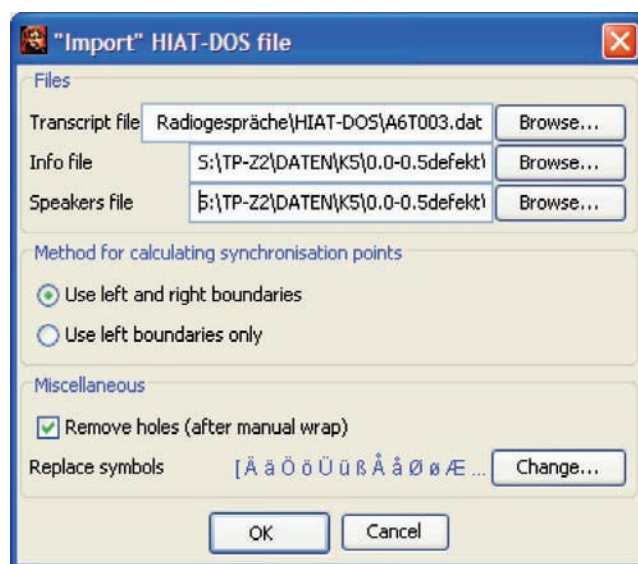 "Import" HIAT-DOS file
Files
Transcript file Radiogespräche\HIAT-DOS\A6T003.dat Browse...
Info file S:\TP-Z2\DATEN\K5\0.0-0.5defekt\ Browse...
Speakers file S:\TP-Z2\DATEN\K5\0.0-0.5defekt\ Browse...
Method for calculating synchronisation points
Use left and right boundaries
Use left boundaries only
Miscellaneous
Remove holes (after manual wrap)
Replace symbols [Ä ä Ö ö Ü ü ß Å å Ø ø Æ ... Change...
OK Cancel